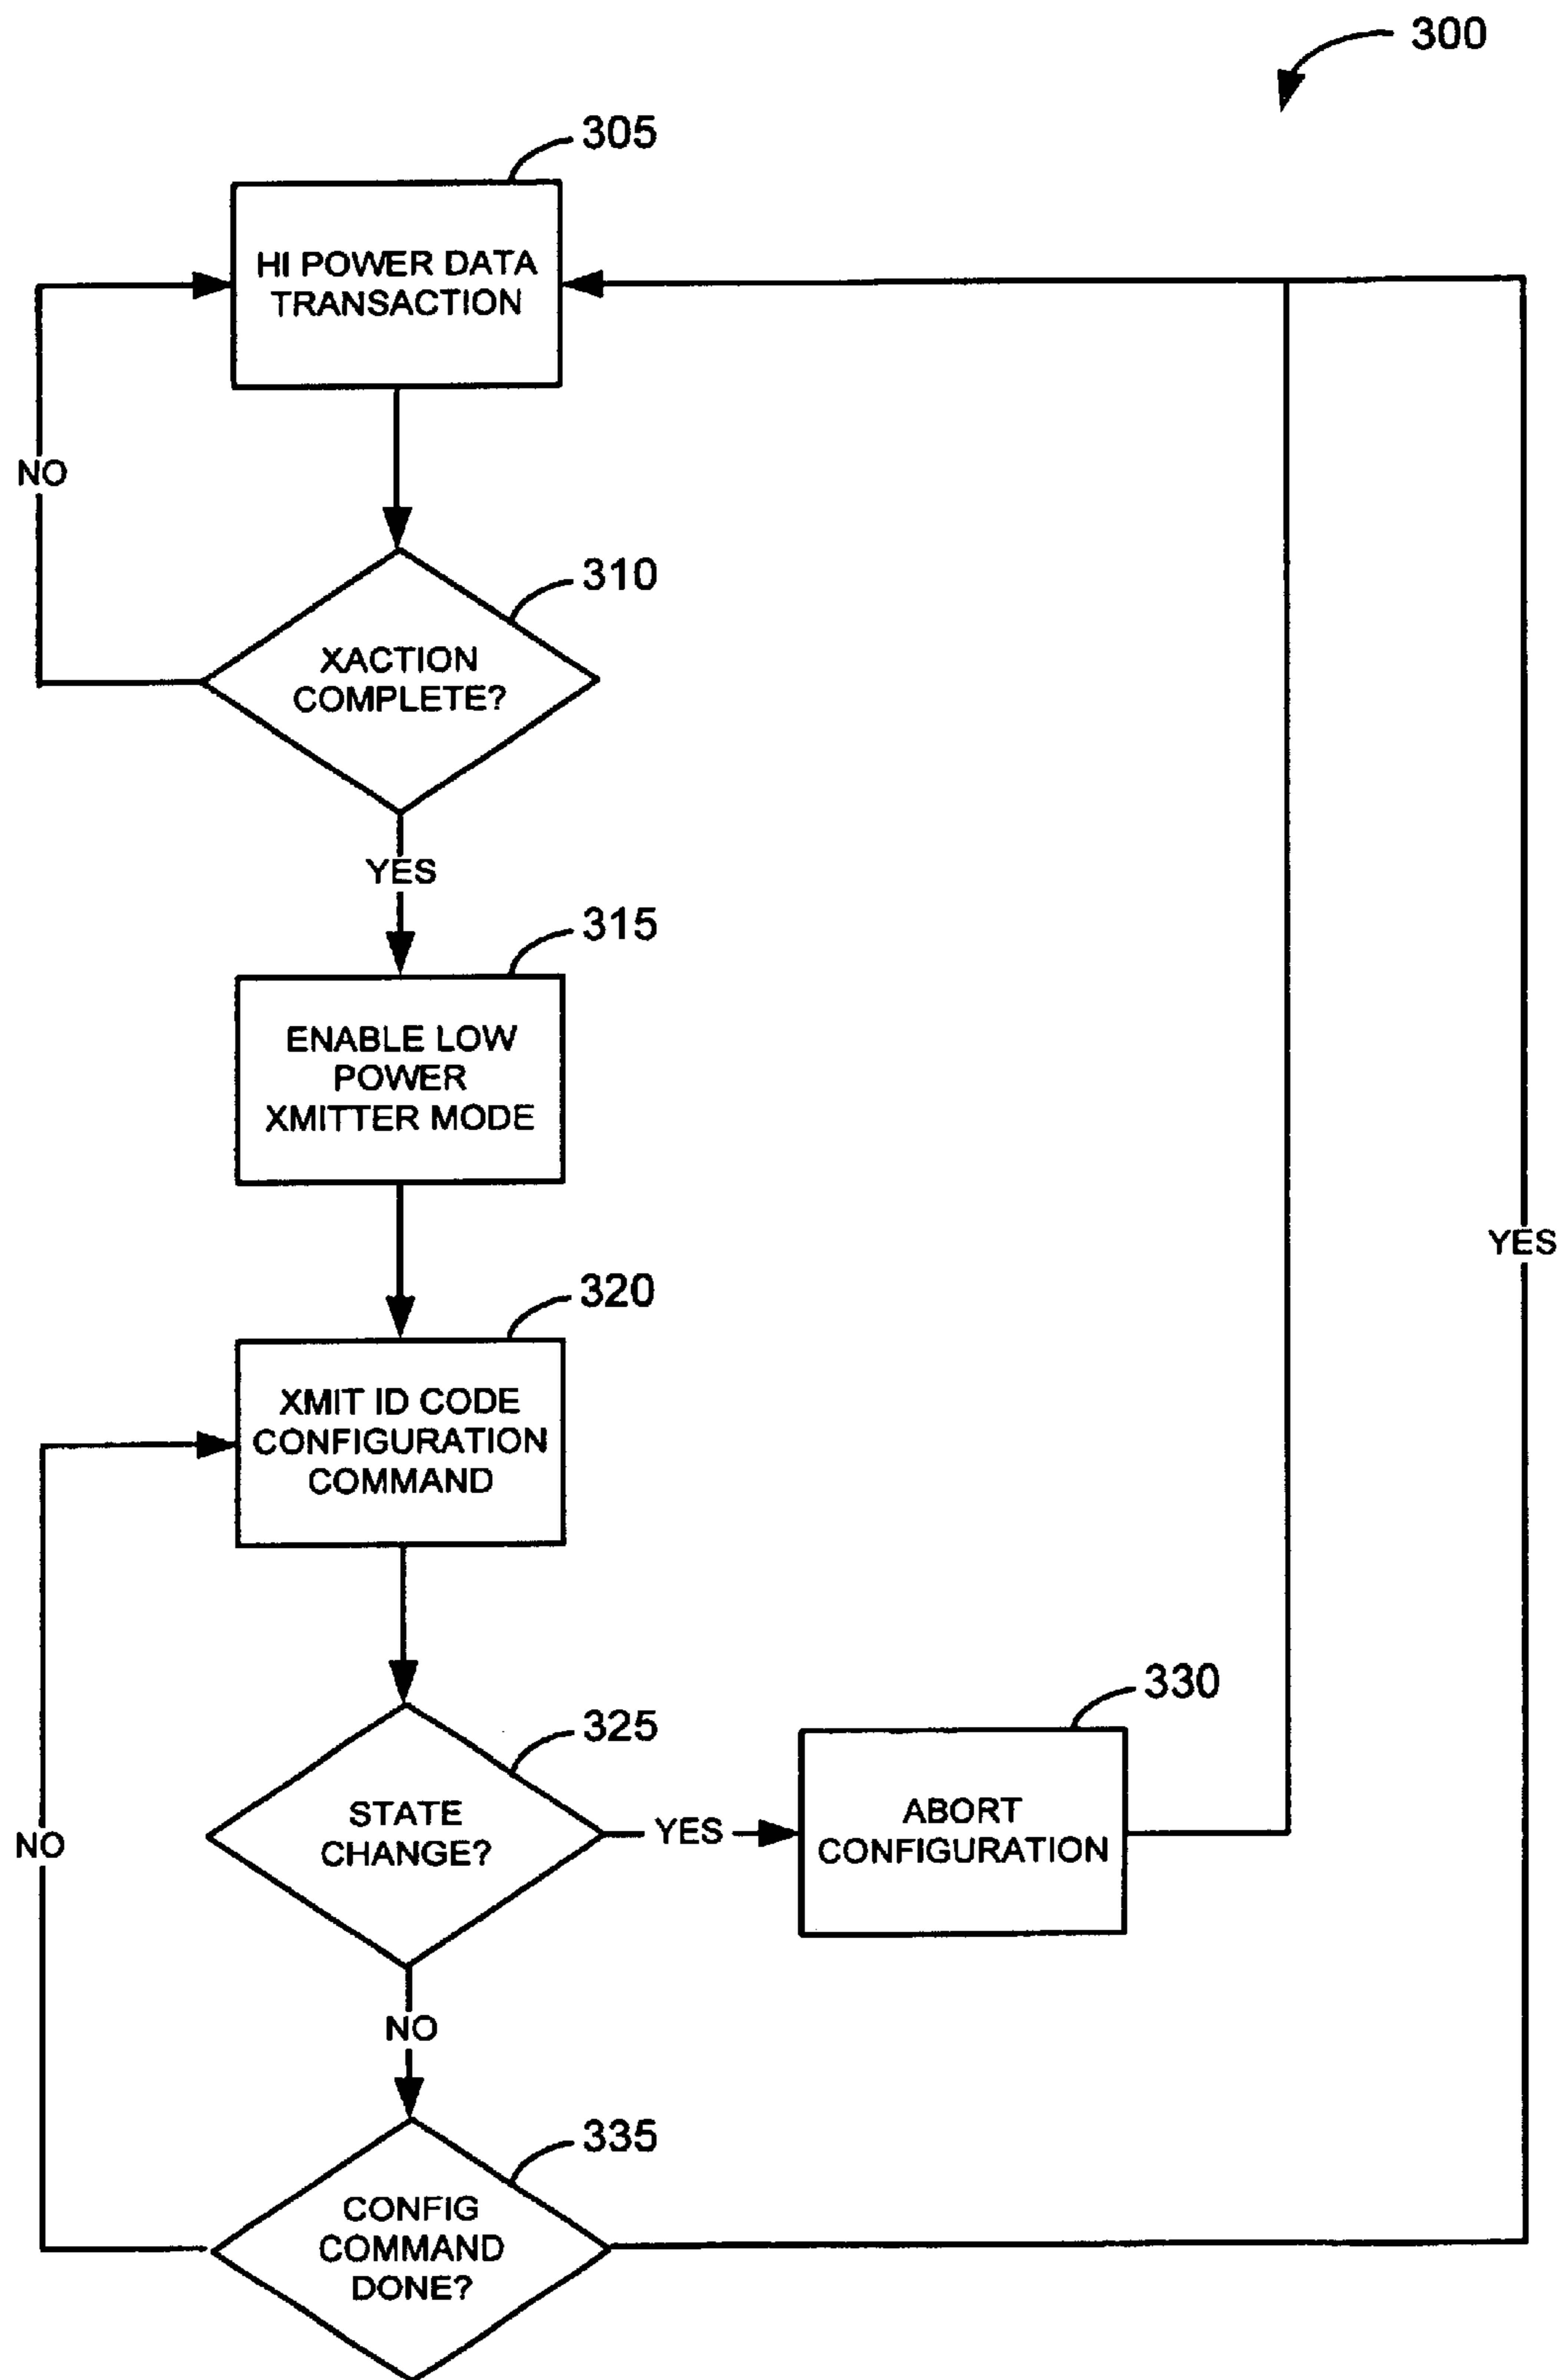 300
305
HI POWER DATA
TRANSACTION
NO
310
XACTION
COMPLETE?
YES
315
ENABLE LOW
POWER
XMITTER MODE
YES
320
XMIT ID CODE
CONFIGURATION
COMMAND
330
325
STATE
CHANGE?
YES
ABORT
CONFIGURATION
NO
NO
335
CONFIG
COMMAND
DONE?